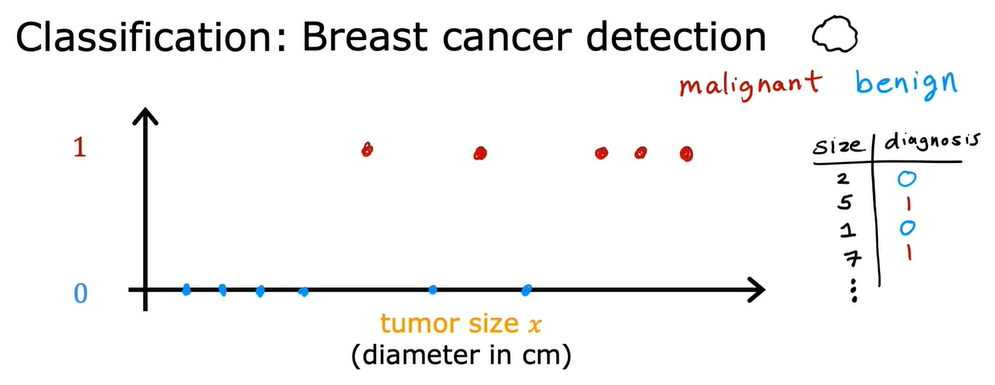 Classification: Breast cancer detection
malignant benign
1
0
tumor size x
(diameter in cm)
size diagnosis
2 0
5 1
1 0
7 1
⋮